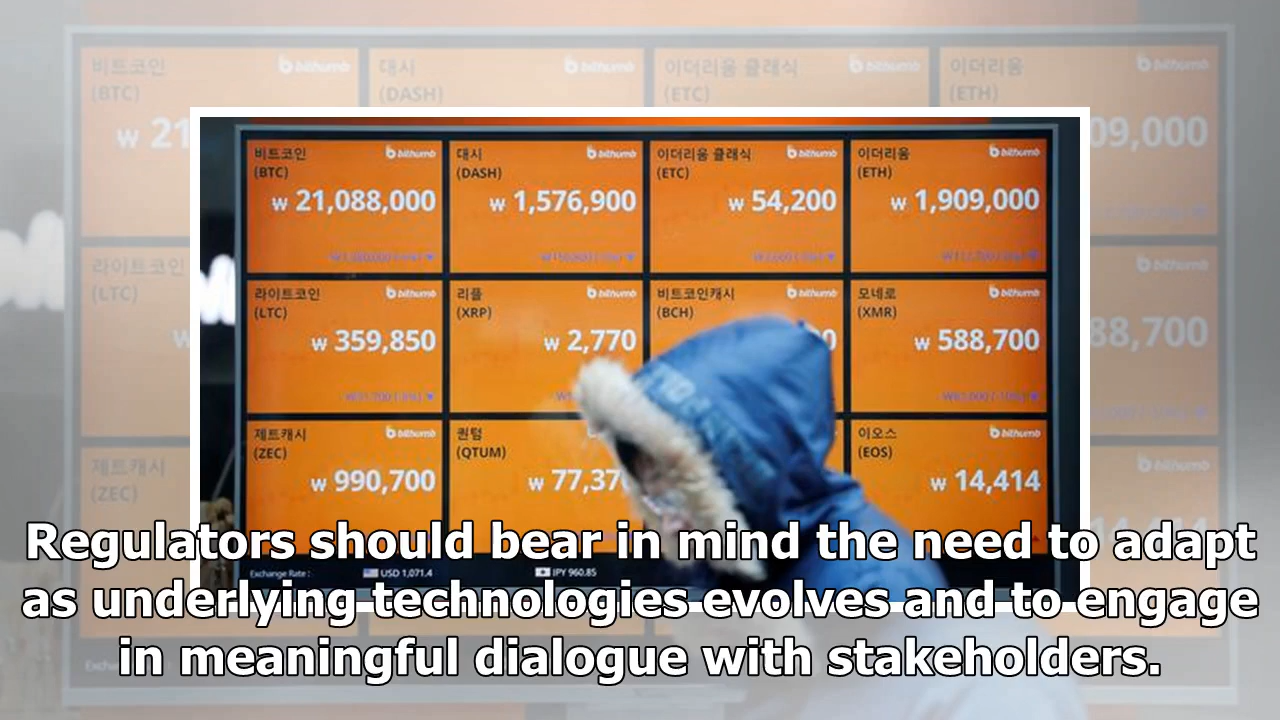 비트코인 bithumb
(BTC)
₩ 21,088,000
대시 bithumb
(DASH)
₩ 1,576,900
이더리움 클래식 bithumb
(ETC)
₩ 54,200
이더리움 bithumb
(ETH)
₩ 1,909,000
라이트코인 bithumb
(LTC)
₩ 359,850
리플 bithumb
(XRP)
₩ 2,770
비트코인캐시 bithumb
(BCH)
모네로 bithumb
(XMR)
₩ 588,700
제트캐시 bithumb
(ZEC)
₩ 990,700
퀀텀
(QTUM)
₩ 77,37
이오스 bithumb
(EOS)
₩ 14,414
Exchange Rate : USD 1,071.4 JPY 960.85
Regulators should bear in mind the need to adapt
as underlying technologies evolves and to engage
in meaningful dialogue with stakeholders.